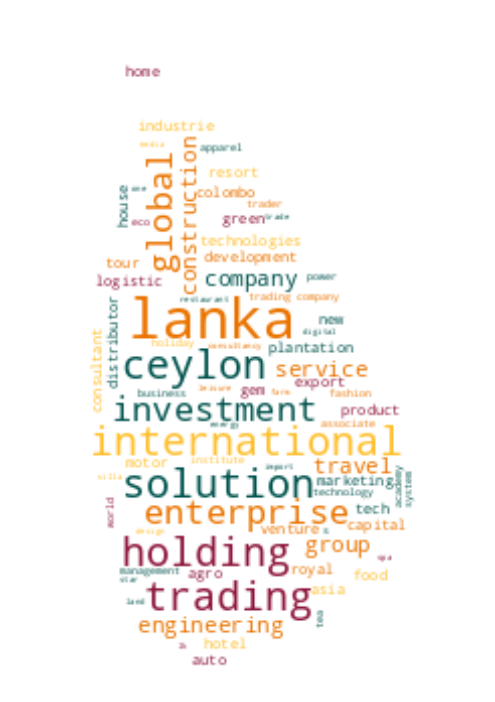 home
industrie
media
apparel
global
construction
resort
house
one
colombo
trader
eco
green
trade
technologies
tour
development
logistic
company
power
restaurant
trading company
lanka
new
digital
distributor
consultant
holiday
consultancy
plantation
ceylon
service
export
business
leisure
gem
farm
fashion
investment
product
energy
associate
international
motor
institute
import
travel
villa
solution
marketing
academy
system
technology
world
enterprise
tech
design
venture
capital
holding
group
spa
management
agro
royal
food
star
trading
asia
land
tea
engineering
hotel
auto